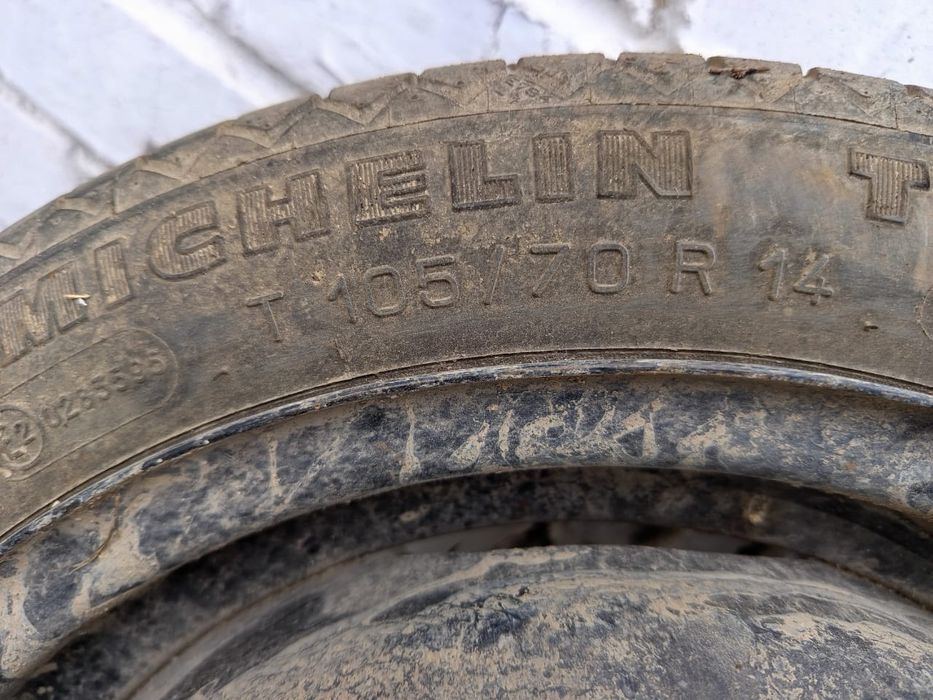 MICHELIN T
T 105/70 R 14